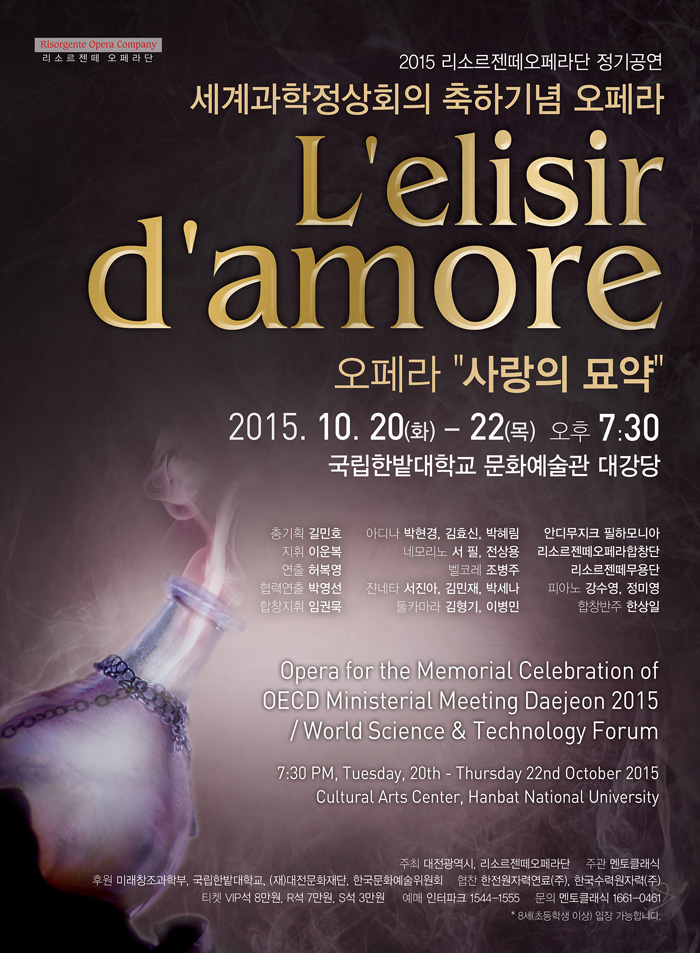 Risorgente Opera Company
리소르젠떼 오페라단
2015 리소르젠떼오페라단 정기공연
세계과학정상회의 축하기념 오페라
L'elisir
d'amore
오페라 "사랑의 묘약"
2015. 10. 20(화) – 22(목) 오후 7:30
국립한밭대학교 문화예술관 대강당
총기획 길민호 아디나 박현경, 김효신, 박혜림 안디무지크 필하모니아
지휘 이운복 네모리노 서 필, 전상용 리소르젠떼오페라합창단
연출 허복영 벨코레 조병주 리소르젠떼무용단
협력연출 박영선 쟌네타 서진아, 김민재, 박세나 피아노 강수영, 정미영
합창지휘 임권묵 둘카마라 김형기, 이병민 합창반주 한상일
Opera for the Memorial Celebration of
OECD Ministerial Meeting Daejeon 2015
/ World Science & Technology Forum
7:30 PM, Tuesday, 20th - Thursday 22nd October 2015
Cultural Arts Center, Hanbat National University
주최 대전광역시, 리소르젠떼오페라단 주관 멘토클래식
후원 미래창조과학부, 국립한밭대학교, (재)대전문화재단, 한국문화예술위원회 협찬 한전원자력연료(주), 한국수력원자력(주)
티켓 VIP석 8만원, R석 7만원, S석 3만원 예매 인터파크 1544-1555 문의 멘토클래식 1661-0461
* 8세(초등학생 이상) 입장 가능합니다.